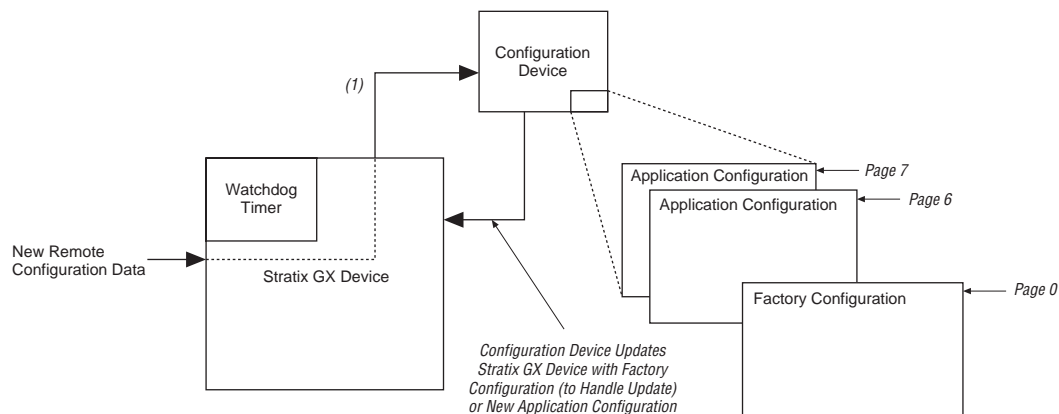 Configuration
Device
(1)
Application Configuration
Page 7
Application Configuration
Page 6
Watchdog
Timer
New Remote
Configuration Data
Stratix GX Device
Factory Configuration
Page 0
Configuration Device Updates
Stratix GX Device with Factory
Configuration (to Handle Update)
or New Application Configuration